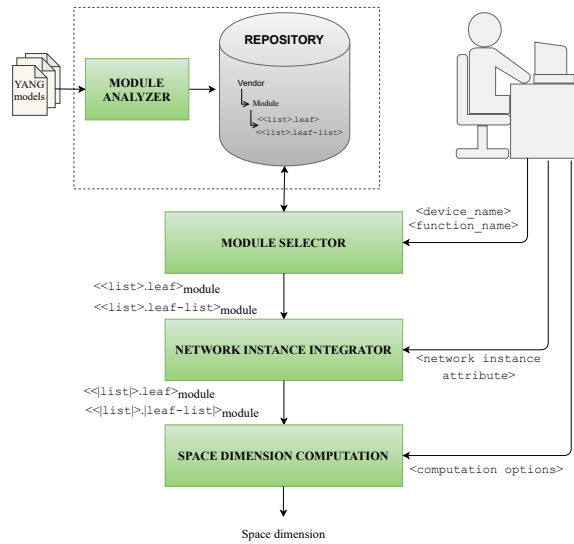 REPOSITORY
YANG
models
MODULE
ANALYZER
Vendor
Module
<<list>.leaf>
<<list>.leaf-list>
<device_name>
<function_name>
MODULE SELECTOR
<<list>.leaf>module
<<list>.leaf-list>module
NETWORK INSTANCE INTEGRATOR
<network instance
attribute>
<<|list|>.leaf>module
<<|list|>.|leaf-list|>module
SPACE DIMENSION COMPUTATION
<computation options>
Space dimension